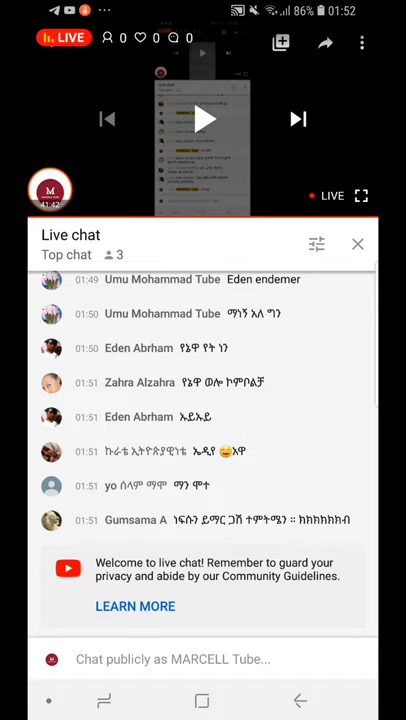 86% 01:52
LIVE 0 0 0
M
41:42
LIVE
Live chat
Top chat 3
01:49 Umu Mohammad Tube Eden endemer
01:50 Umu Mohammad Tube ማነኝ አለ ግን
01:50 Eden Abrham የኔዋ የት ነን
01:51 Zahra Alzahra የኔዋ ወሎ ኮምቦልቻ
01:51 Eden Abrham ኡይኡይ
01:51 ኩራቴ ኢትዮጵያዊነቴ ኤዲየ 😄አዋ
01:51 yo ሰላም ማሞ ማን ሞተ
01:51 Gumsama A ነፍሱን ይማር ጋሽ ተምትሜን ። ክክክክክክብ
Welcome to live chat! Remember to guard your
privacy and abide by our Community Guidelines.
LEARN MORE
Chat publicly as MARCELL Tube...